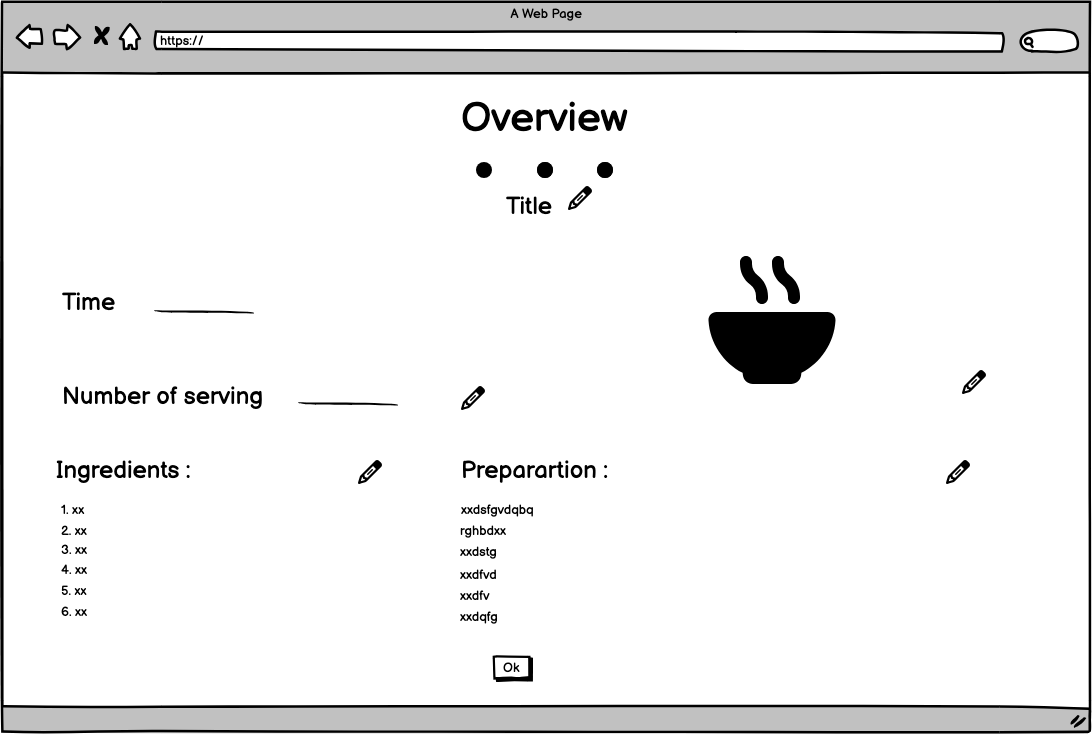 A Web Page
https://
Overview
Title
Time
Number of serving
Ingredients :
1. xx
2. xx
3. xx
4. xx
5. xx
6. xx
Preparartion :
xxdsfgvdqbq
rghbdxx
xxdstg
xxdfvd
xxdfv
xxdqfg
Ok